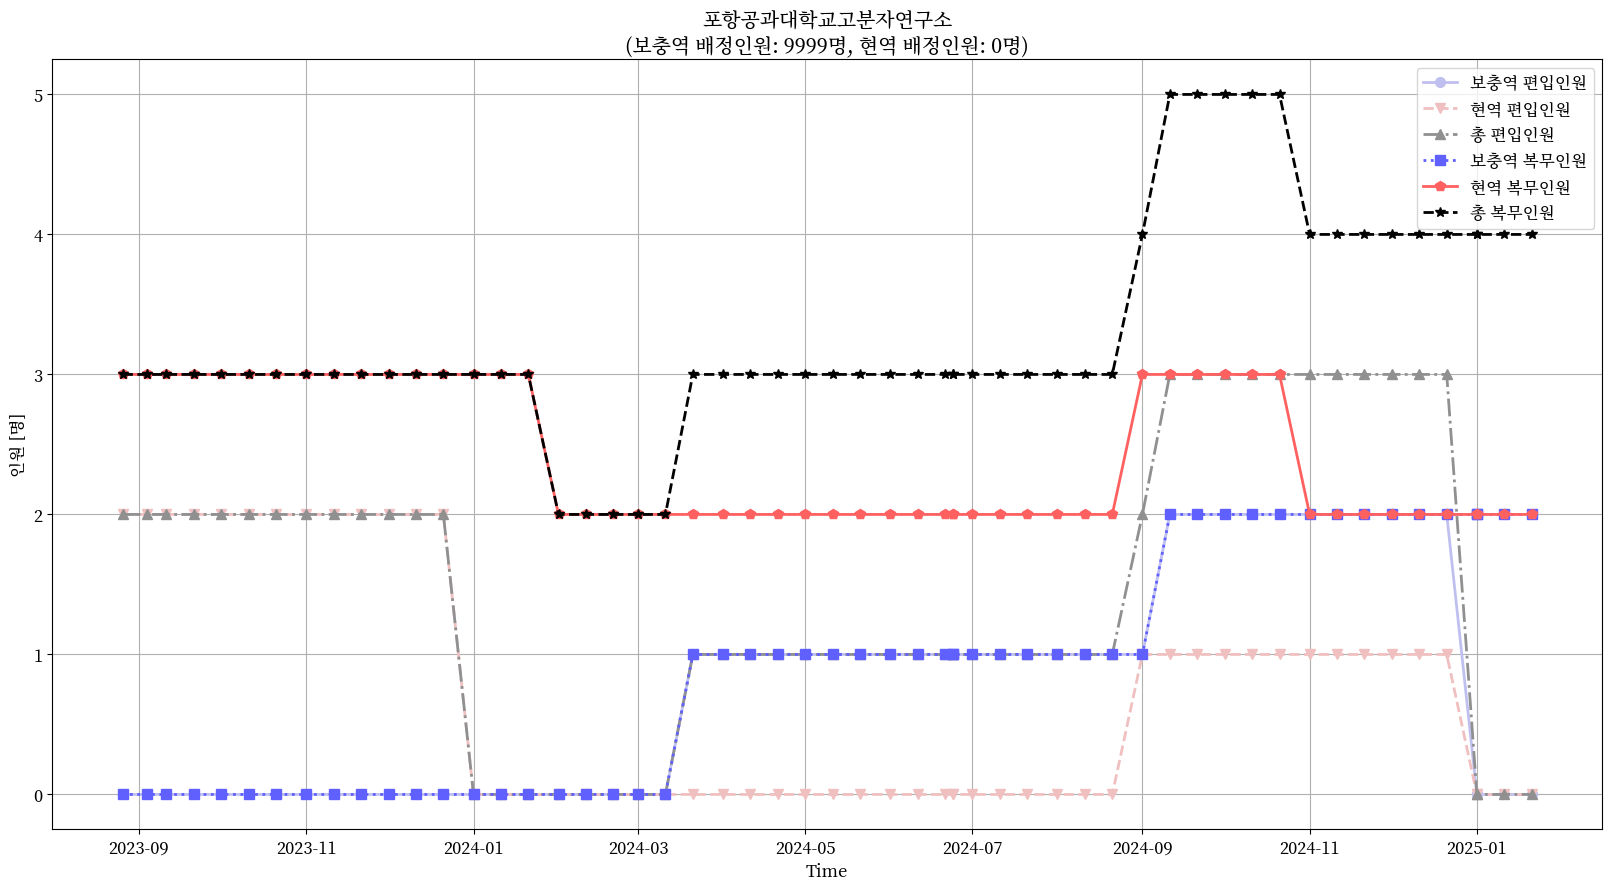 포항공과대학교고분자연구소
(보충역 배정인원: 9999명, 현역 배정인원: 0명)
보충역 편입인원
현역 편입인원
총 편입인원
보충역 복무인원
현역 복무인원
총 복무인원
인원 [명]
5
4
3
2
1
0
2023-09
2023-11
2024-01
2024-03
2024-05
2024-07
2024-09
2024-11
2025-01
Time